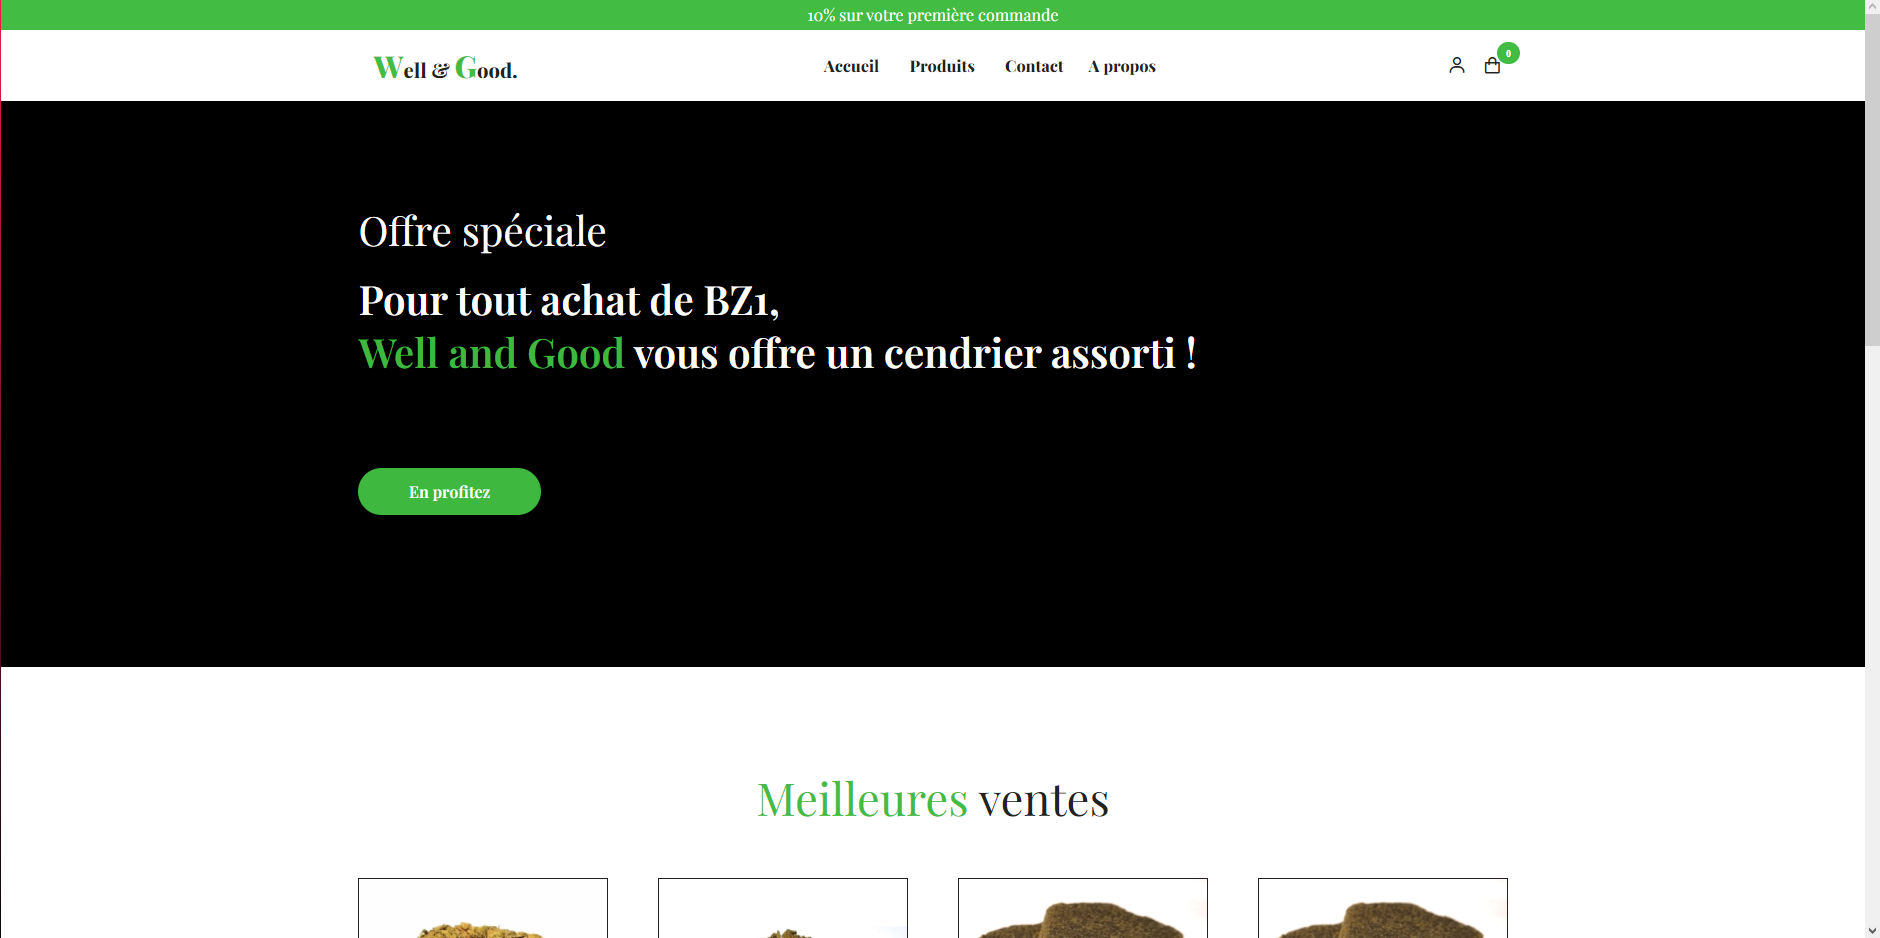 10% sur votre première commande
Well & Good.
Accueil Produits Contact A propos
0
Offre spéciale
Pour tout achat de BZ1,
Well and Good vous offre un cendrier assorti !
En profitez
Meilleures ventes